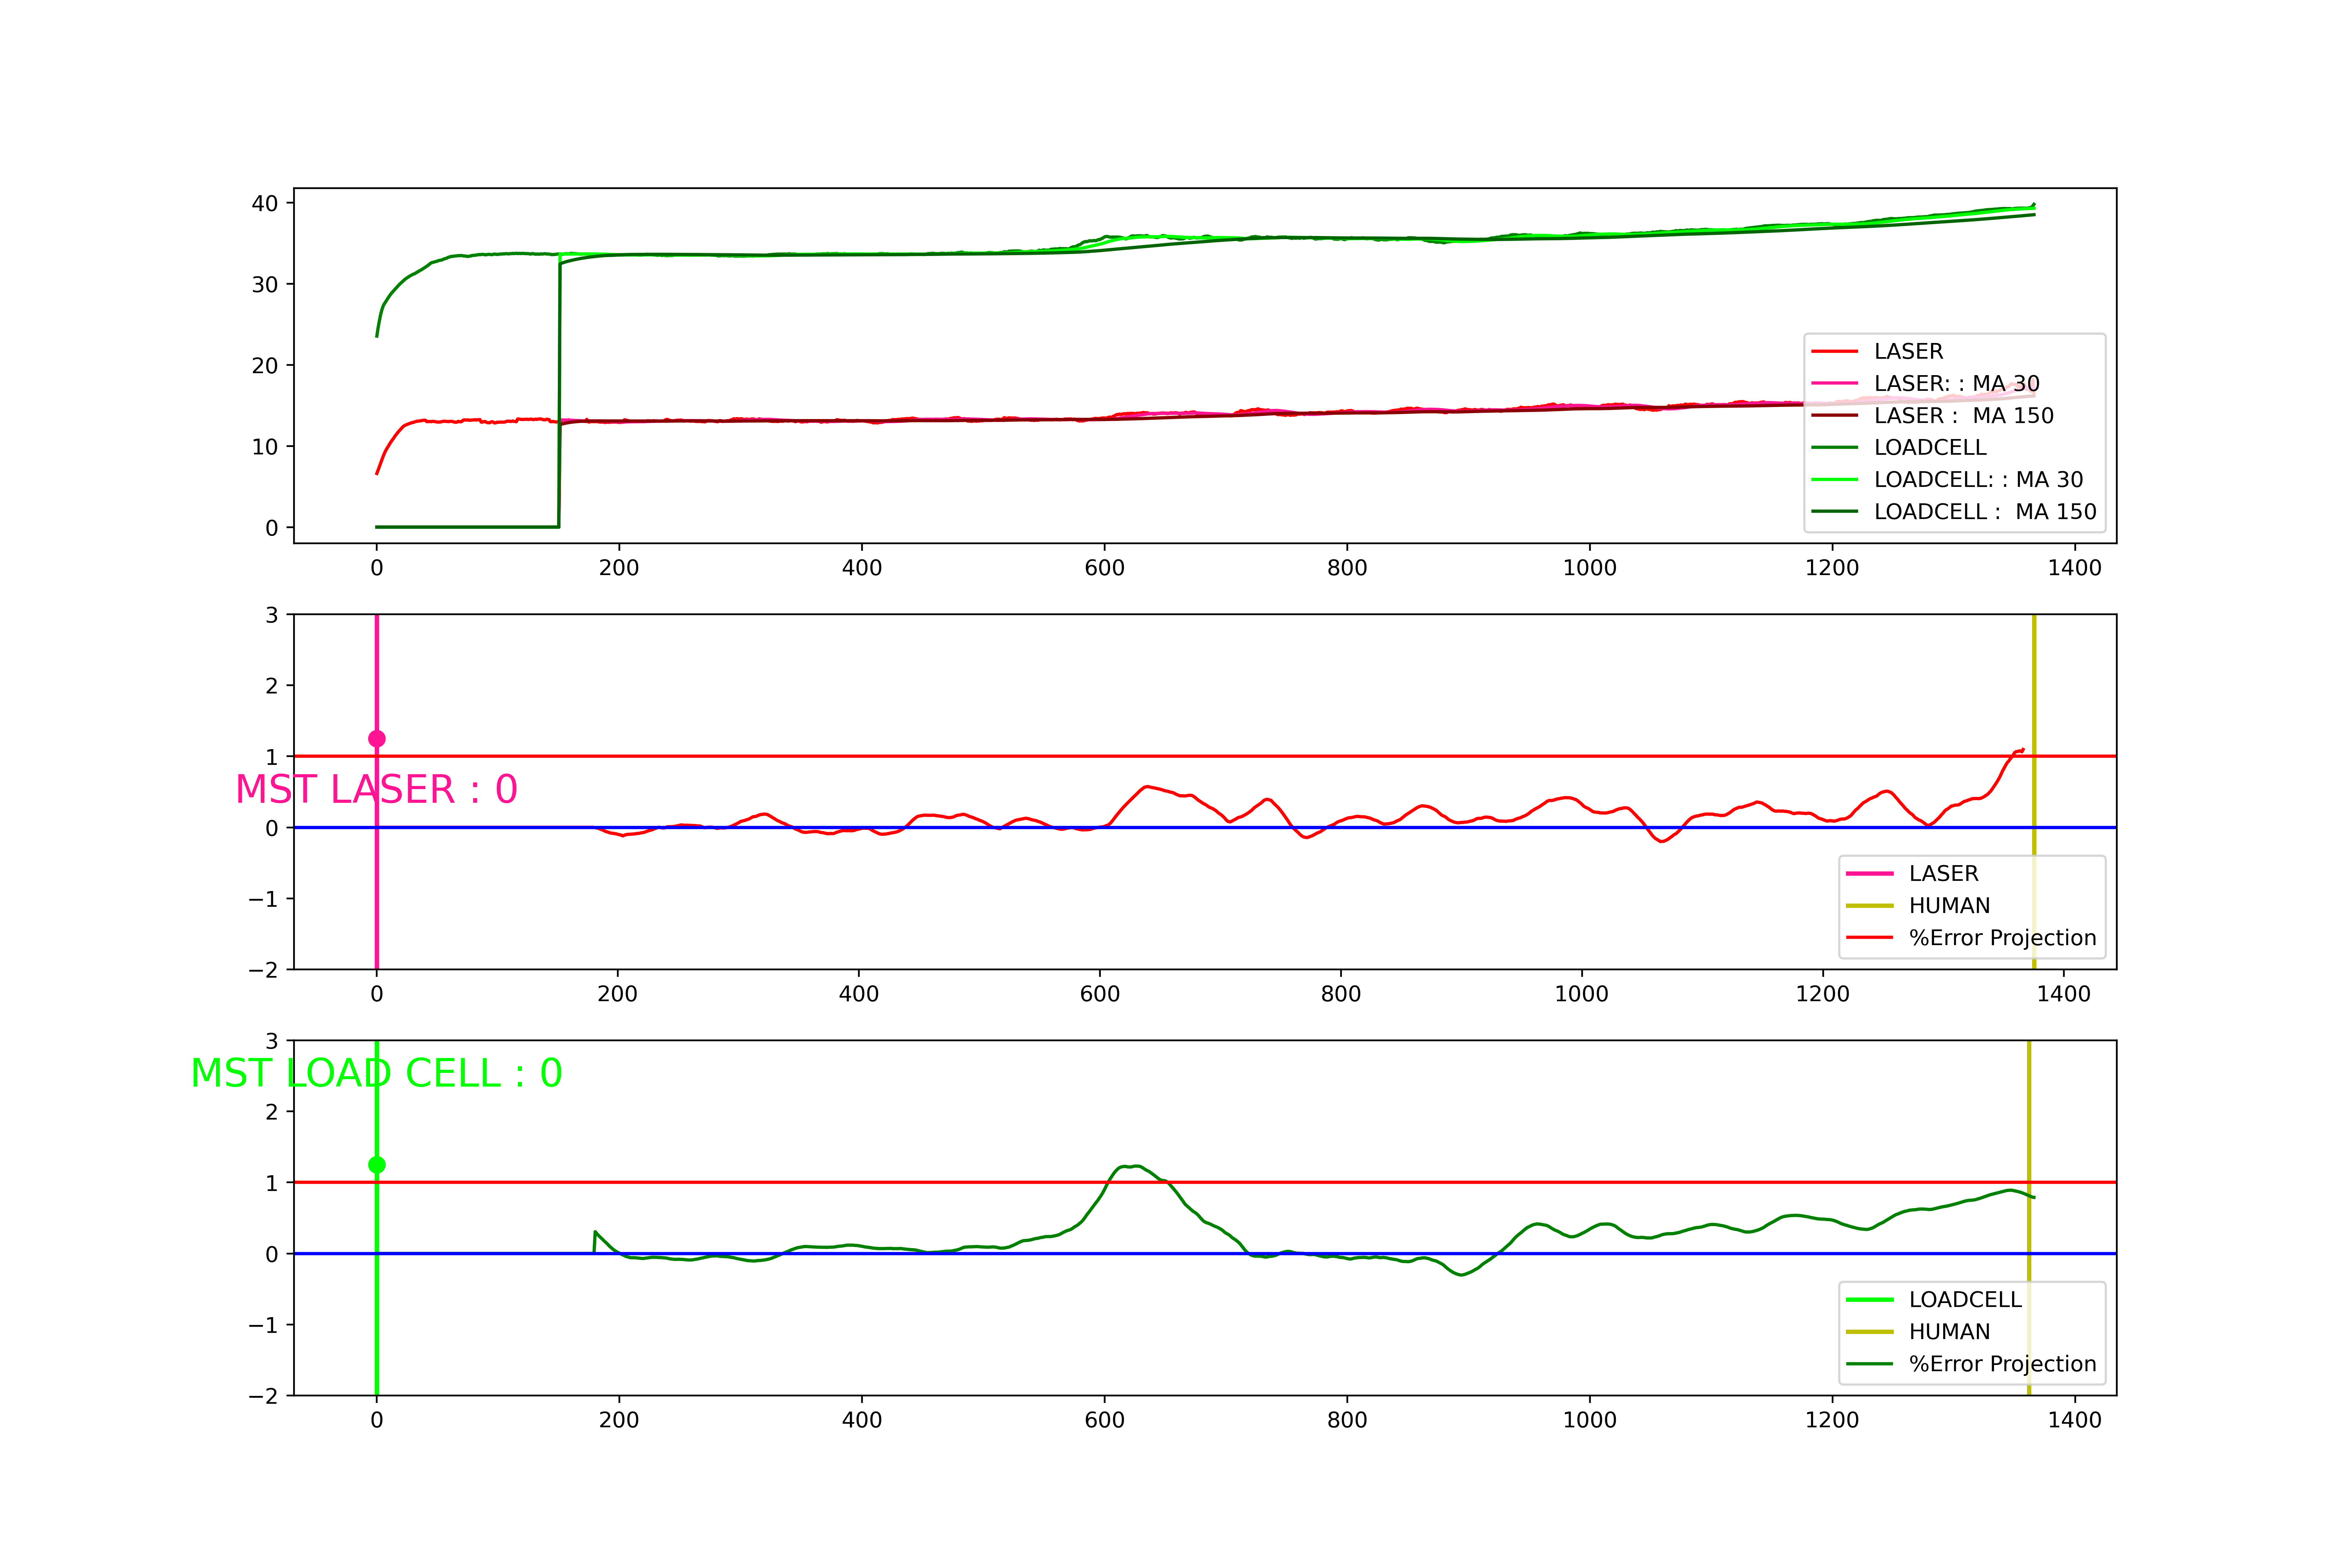 40
30
20
10
0
LASER
LASER: : MA 30
LASER :  MA 150
LOADCELL
LOADCELL: : MA 30
LOADCELL :  MA 150
0 200 400 600 800 1000 1200 1400
3
2
1
0
−1
−2
MST LASER : 0
LASER
HUMAN
%Error Projection
0 200 400 600 800 1000 1200 1400
3
2
1
0
−1
−2
MST LOAD CELL : 0
LOADCELL
HUMAN
%Error Projection
0 200 400 600 800 1000 1200 1400